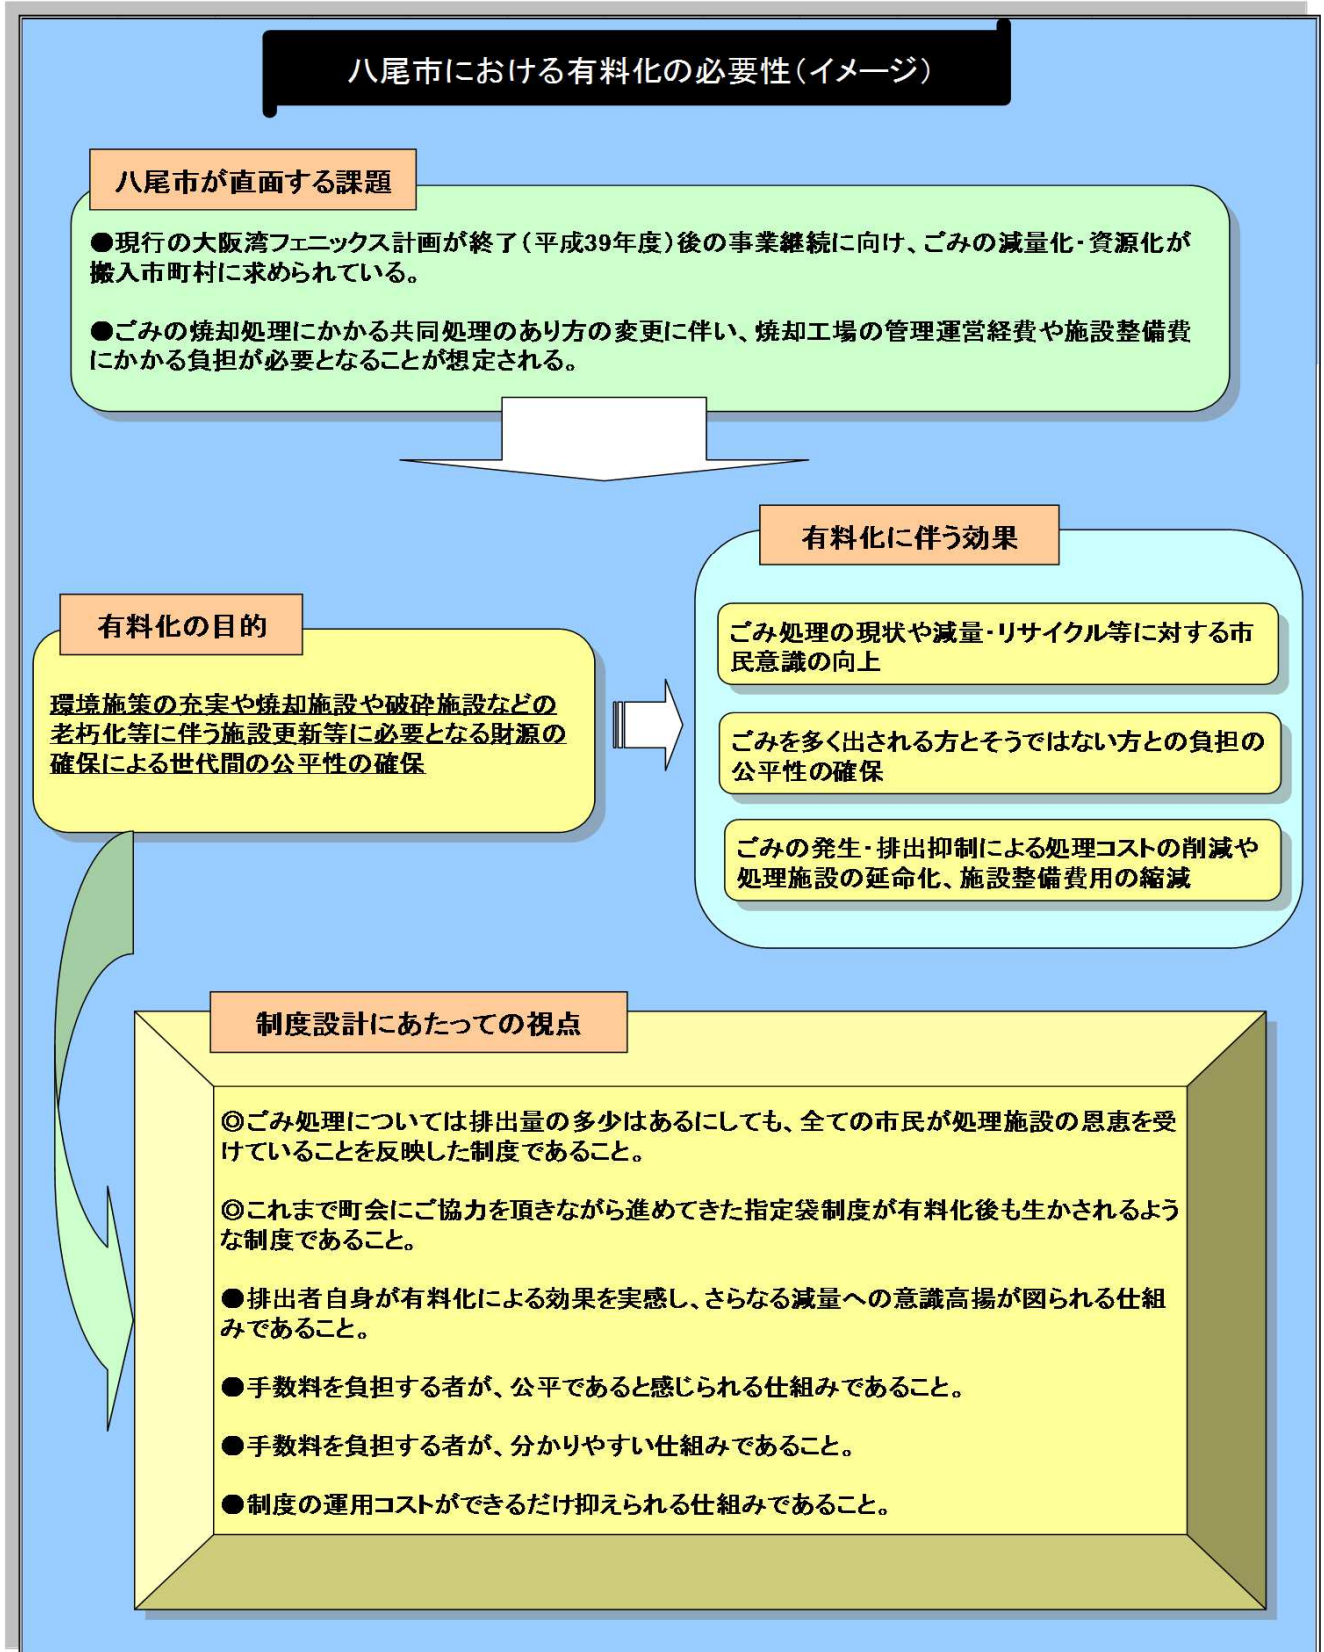 八尾市における有料化の必要性(イメージ)
八尾市が直面する課題
●現行の大阪湾フェニックス計画が終了(平成39年度)後の事業継続に向け、ごみの減量化・資源化が
搬入市町村に求められている。
●ごみの焼却処理にかかる共同処理のあり方の変更に伴い、焼却工場の管理運営経費や施設整備費
にかかる負担が必要となることが想定される。
有料化の目的
環境施策の充実や焼却施設や破砕施設などの
老朽化等に伴う施設更新等に必要となる財源の
確保による世代間の公平性の確保
有料化に伴う効果
ごみ処理の現状や減量・リサイクル等に対する市
民意識の向上
ごみを多く出される方とそうではない方との負担の
公平性の確保
ごみの発生・排出抑制による処理コストの削減や
処理施設の延命化、施設整備費用の縮減
制度設計にあたっての視点
◎ごみ処理については排出量の多少はあるにしても、全ての市民が処理施設の恩恵を受
けていることを反映した制度であること。
◎これまで町会にご協力を頂きながら進めてきた指定袋制度が有料化後も生かされるよう
な制度であること。
●排出者自身が有料化による効果を実感し、さらなる減量への意識高揚が図られる仕組
みであること。
●手数料を負担する者が、公平であると感じられる仕組みであること。
●手数料を負担する者が、分かりやすい仕組みであること。
●制度の運用コストができるだけ抑えられる仕組みであること。